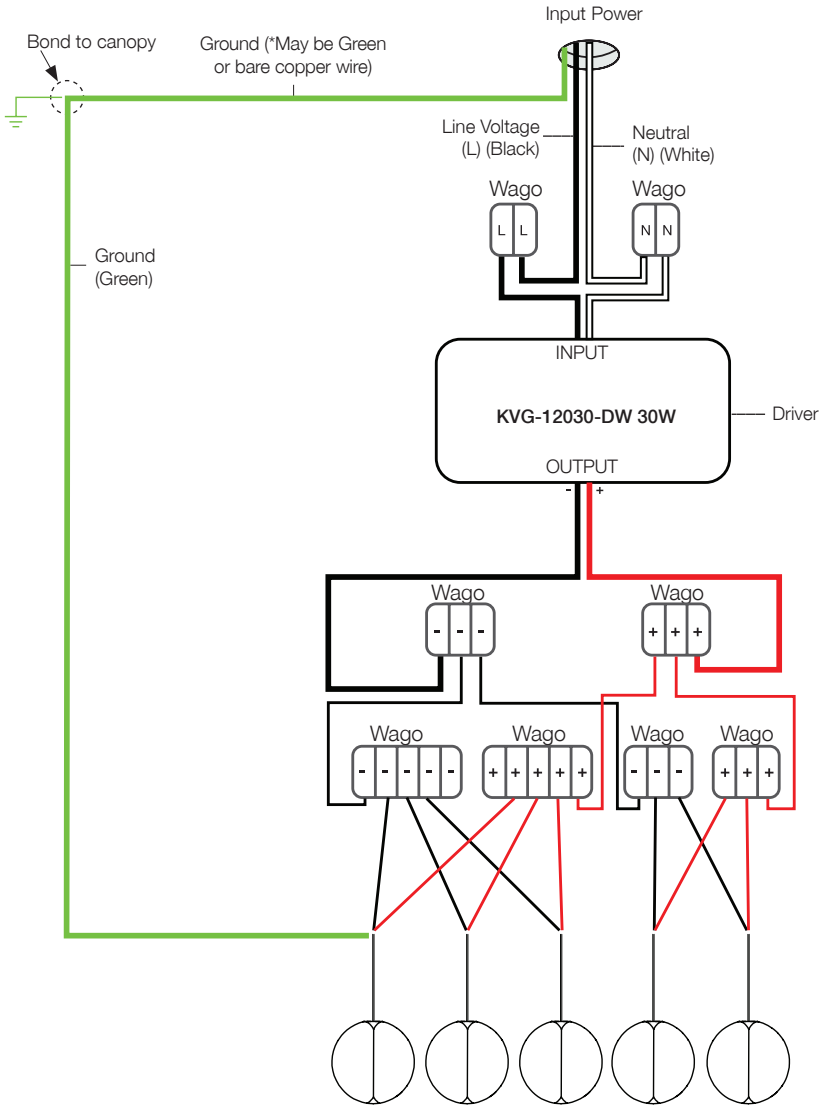 Input Power
Bond to canopy
Ground (*May be Green
or bare copper wire)
Line Voltage
(L) (Black)
Neutral
(N) (White)
Wago
Wago
L L
N N
Ground
(Green)
INPUT
KVG-12030-DW 30W
Driver
OUTPUT
- +
Wago
Wago
- - -
+ + +
Wago
Wago
Wago
Wago
- - - - -
+ + + + +
- - -
+ + +